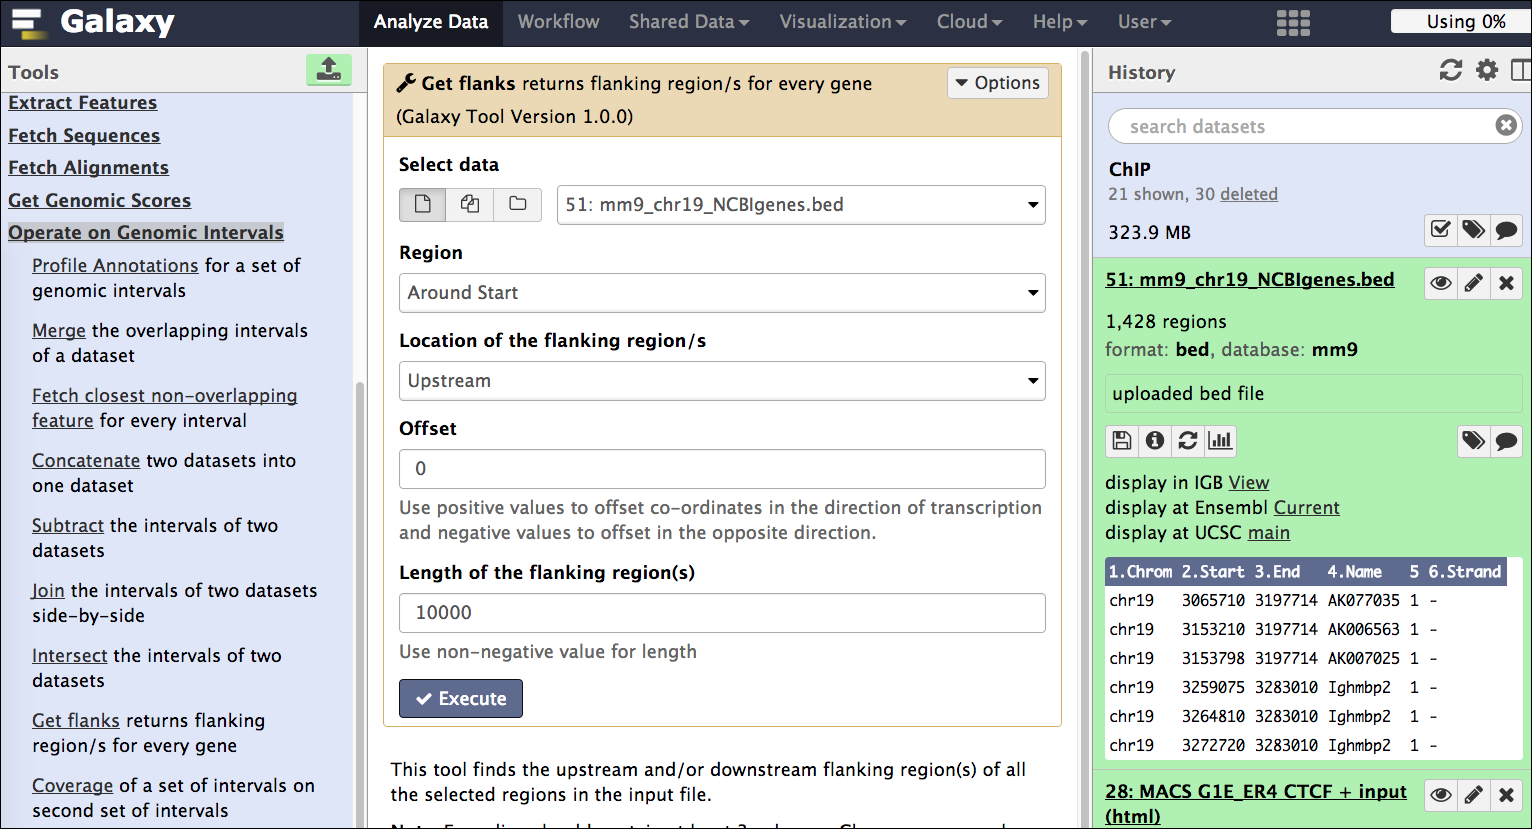 Galaxy
Analyze Data
Workflow
Shared Data
Visualization
Cloud
Help
User
Using 0%
Tools
Extract Features
Fetch Sequences
Fetch Alignments
Get Genomic Scores
Operate on Genomic Intervals
Profile Annotations for a set of
genomic intervals
Merge the overlapping intervals
of a dataset
Fetch closest non-overlapping
feature for every interval
Concatenate two datasets into
one dataset
Subtract the intervals of two
datasets
Join the intervals of two datasets
side-by-side
Intersect the intervals of two
datasets
Get flanks returns flanking
region/s for every gene
Coverage of a set of intervals on
second set of intervals
Get flanks returns flanking region/s for every gene
(Galaxy Tool Version 1.0.0)
Options
Select data
51: mm9_chr19_NCBIgenes.bed
Region
Around Start
Location of the flanking region/s
Upstream
Offset
0
Use positive values to offset co-ordinates in the direction of transcription
and negative values to offset in the opposite direction.
Length of the flanking region(s)
10000
Use non-negative value for length
Execute
This tool finds the upstream and/or downstream flanking region(s) of all
the selected regions in the input file.
History
search datasets
ChIP
21 shown, 30 deleted
323.9 MB
51: mm9_chr19_NCBIgenes.bed
1,428 regions
format: bed, database: mm9
uploaded bed file
display in IGB View
display at Ensembl Current
display at UCSC main
1.Chrom 2.Start 3.End 4.Name 5 6.Strand
chr19 3065710 3197714 AK077035 1 -
chr19 3153210 3197714 AK006563 1 -
chr19 3153798 3197714 AK007025 1 -
chr19 3259075 3283010 Ighmbp2 1 -
chr19 3264810 3283010 Ighmbp2 1 -
chr19 3272720 3283010 Ighmbp2 1 -
28: MACS G1E_ER4 CTCF + input
(html)